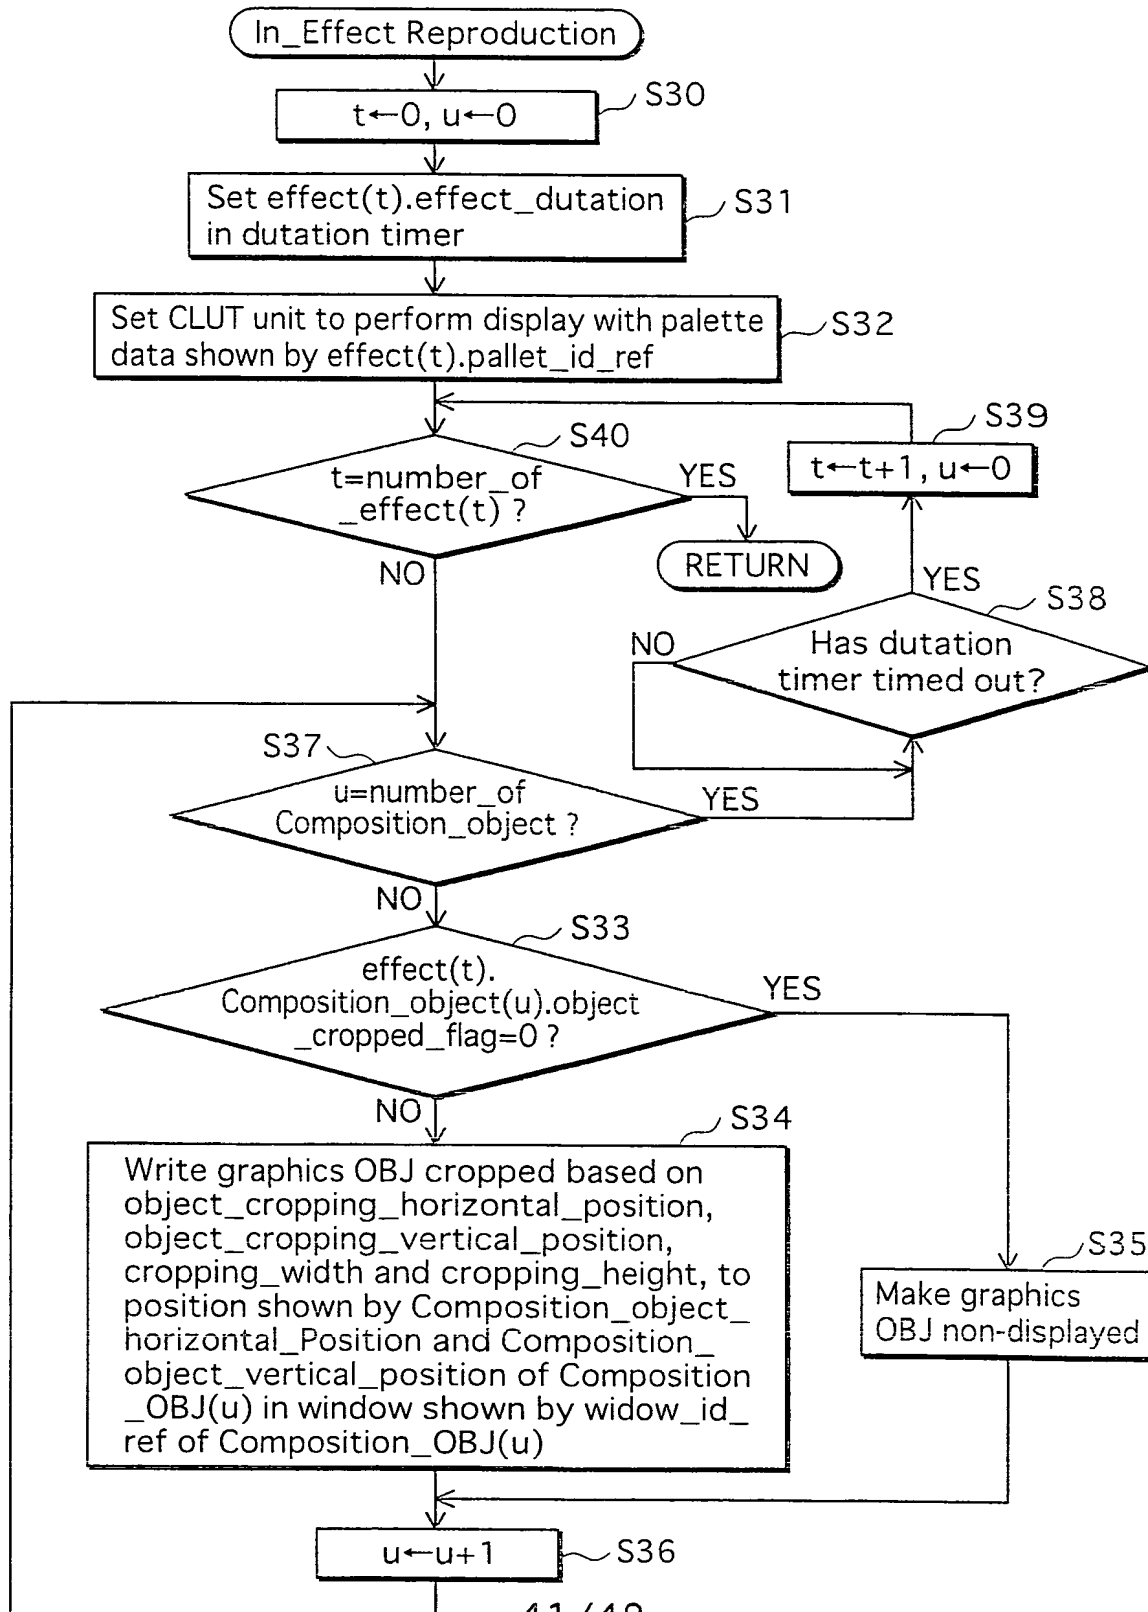 In_Effect Reproduction
S30
t←0, u←0
Set effect(t).effect_dutation
in dutation timer
S31
Set CLUT unit to perform display with palette
data shown by effect(t).pallet_id_ref
S32
S39
t←t+1, u←0
S40
t=number_of
_effect(t) ?
YES
RETURN
NO
YES
S38
Has dutation
timer timed out?
NO
S37
u=number_of
Composition_object ?
YES
NO
S33
effect(t).
Composition_object(u).object
_cropped_flag=0 ?
YES
NO
S34
Write graphics OBJ cropped based on
object_cropping_horizontal_position,
object_cropping_vertical_position,
cropping_width and cropping_height, to
position shown by Composition_object_
horizontal_Position and Composition_
object_vertical_position of Composition
_OBJ(u) in window shown by widow_id_
ref of Composition_OBJ(u)
S35
Make graphics
OBJ non-displayed
u←u+1
S36